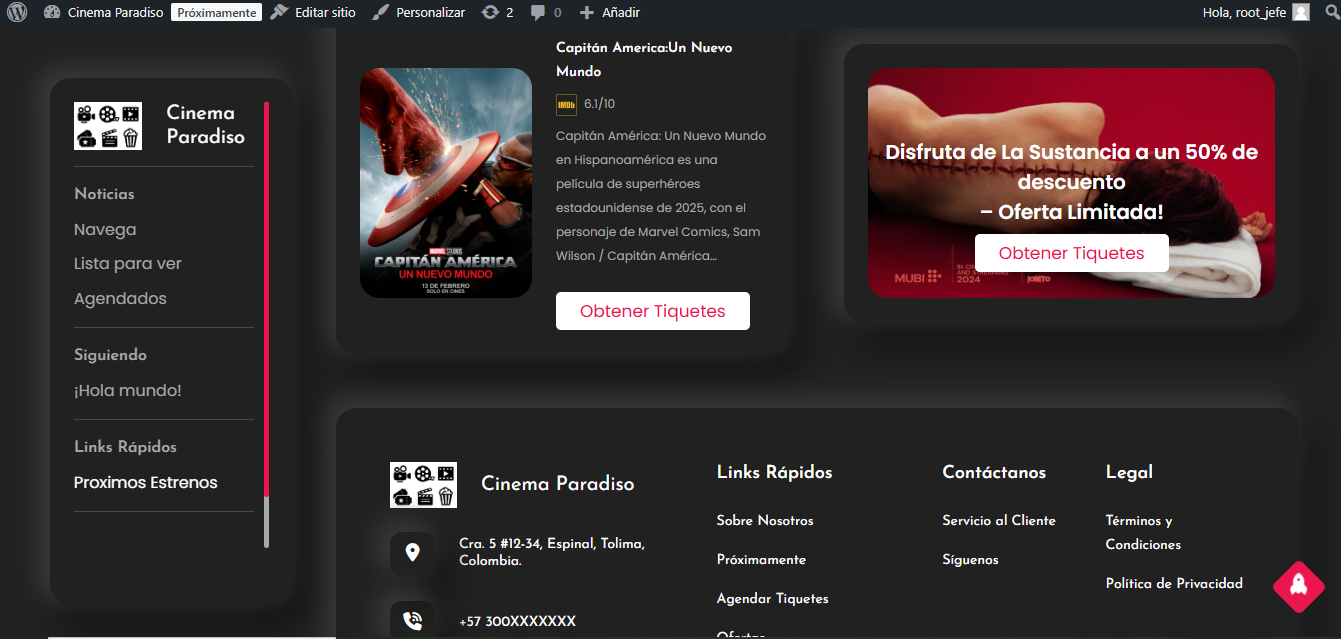 Cinema Paradiso Próximamente Editar sitio Personalizar 2 0 Añadir Hola, root_jefe
Cinema
Paradiso
Noticias
Navega
Lista para ver
Agendados
Siguiendo
¡Hola mundo!
Links Rápidos
Proximos Estrenos
Capitán America:Un Nuevo
Mundo
IMDb 6.1/10
Capitán América: Un Nuevo Mundo
en Hispanoamérica es una
película de superhéroes
estadounidense de 2025, con el
personaje de Marvel Comics, Sam
Wilson / Capitán América...
Obtener Tiquetes
MARVEL STUDIOS
CAPITÁN AMÉRICA
UN NUEVO MUNDO
13 DE FEBRERO
SOLO EN CINES
Disfruta de La Sustancia a un 50% de
descuento
– Oferta Limitada!
Obtener Tiquetes
MUBI
2024
Cinema Paradiso
Cra. 5 #12-34, Espinal, Tolima,
Colombia.
+57 300XXXXXXX
Links Rápidos
Sobre Nosotros
Próximamente
Agendar Tiquetes
Ofertas
Contáctanos
Servicio al Cliente
Síguenos
Legal
Términos y
Condiciones
Política de Privacidad